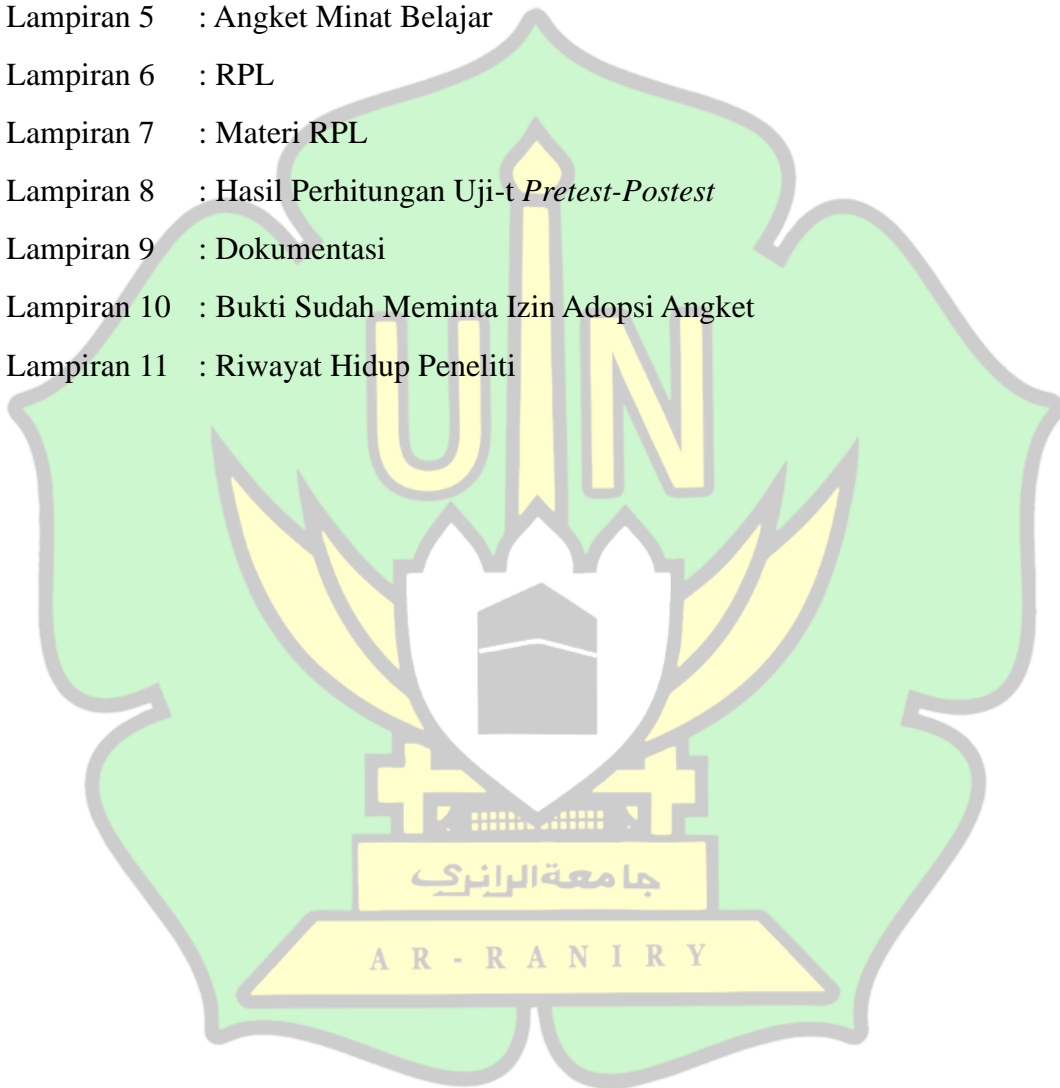 Lampiran 5 : Angket Minat Belajar
Lampiran 6 : RPL
Lampiran 7 : Materi RPL
Lampiran 8 : Hasil Perhitungan Uji-t Pretest-Postest
Lampiran 9 : Dokumentasi
Lampiran 10 : Bukti Sudah Meminta Izin Adopsi Angket
Lampiran 11 : Riwayat Hidup Peneliti
UIN
جامعة الرانري
AR-RANIRY